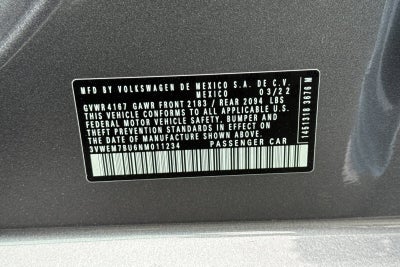 MFD. BY VOLKSWAGEN DE MEXICO S.A. DE C.V.
MEXICO 03/22
GVWR 4167 GAWR FRONT 2183 / REAR 2094 LBS
THIS VEHICLE CONFORMS TO ALL APPLICABLE U.S.
FEDERAL MOTOR VEHICLE SAFETY, BUMPER AND
THEFT PREVENTION STANDARDS IN EFFECT ON
THE DATE OF MANUFACTURE SHOWN ABOVE.
3VWEM7BU6NM011234 PASSENGER CAR
1451318 3676 M